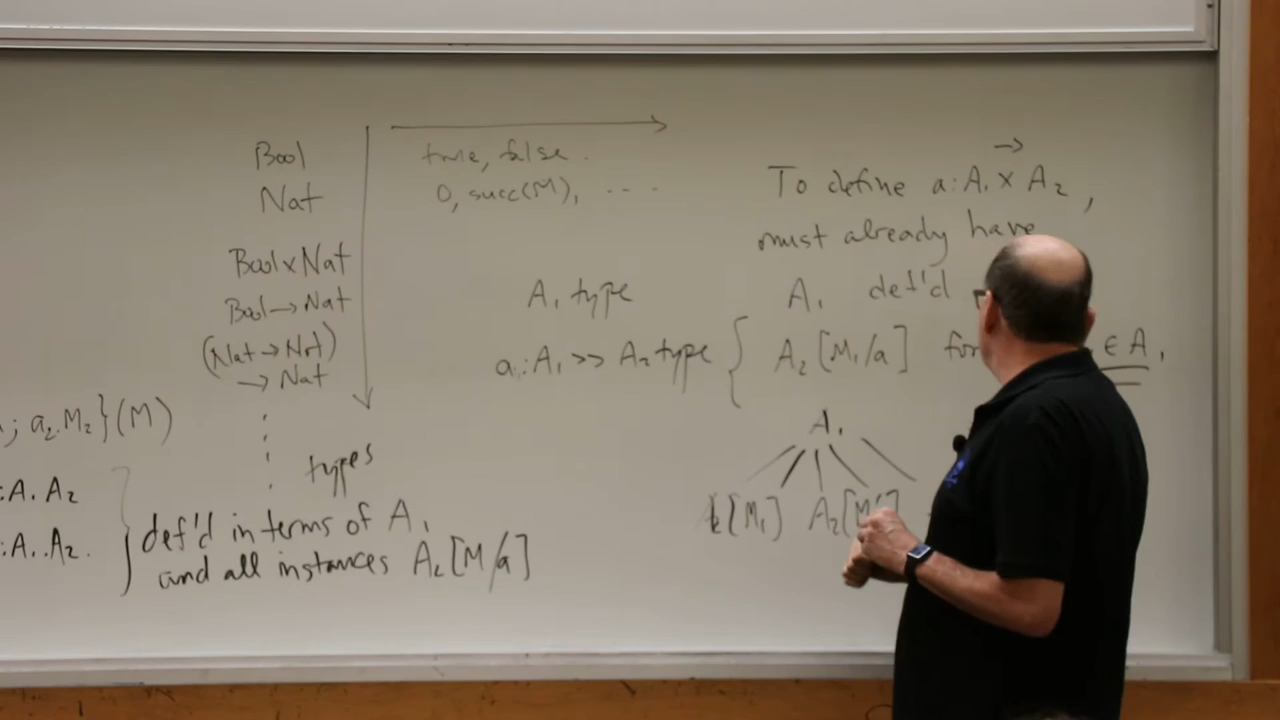 Bool
true, false.
Nat
0, succ(M), ...
Bool×Nat
Bool→Nat
(Nat→Nat)
→ Nat
types
; a₂.M₂}(M)
:A. A₂
:A..A₂.
def'd in terms of A₁
and all instances A₂[M/a]
→
To define a:A₁ × A₂,
must already have
A₁ type
A₁ def'd
a₁:A₁ >> A₂ type { A₂[M₁/a] for ∈ A₁
A₁
[M₁] A₂[M']